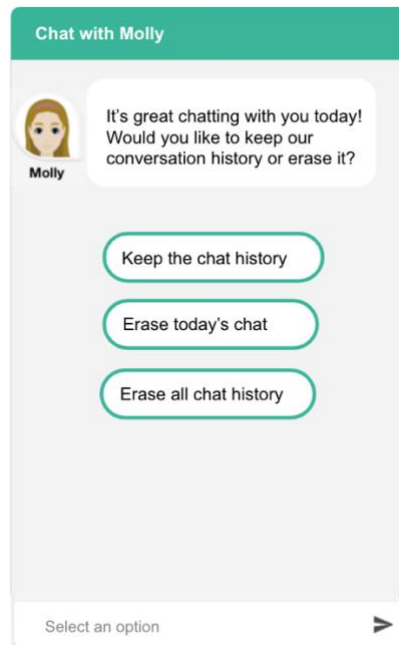 Chat with Molly
It's great chatting with you today!
Would you like to keep our
conversation history or erase it?
Molly
Keep the chat history
Erase today's chat
Erase all chat history
Select an option